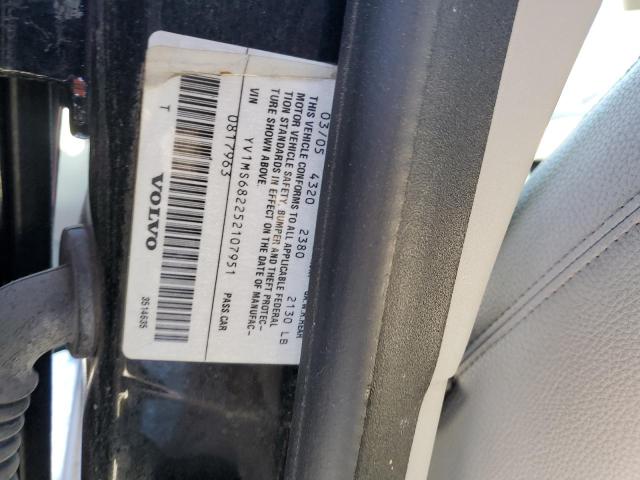 G.A.W.R.REAR
03/05 4320 2380 2130 LB
THIS VEHICLE CONFORMS TO ALL APPLICABLE FEDERAL
MOTOR VEHICLE SAFETY, BUMPER AND THEFT PROTEC-
TION STANDARDS IN EFFECT ON THE DATE OF MANUFAC-
TURE SHOWN ABOVE.
VIN YV1MS682252107951 PASS.CAR
0817963
T VOLVO 3514635